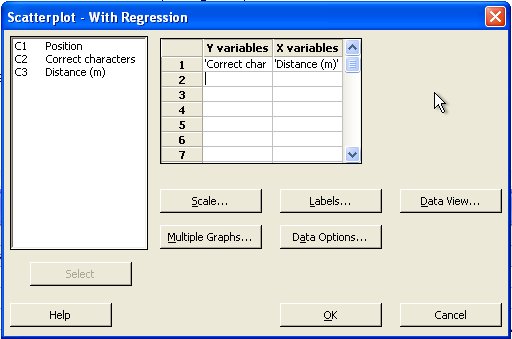 Scatterplot - With Regression
C1 Position
C2 Correct characters
C3 Distance (m)
Y variables X variables
1 'Correct char 'Distance (m)'
2
3
4
5
6
7
Scale... Labels... Data View...
Multiple Graphs... Data Options...
Select
Help OK Cancel